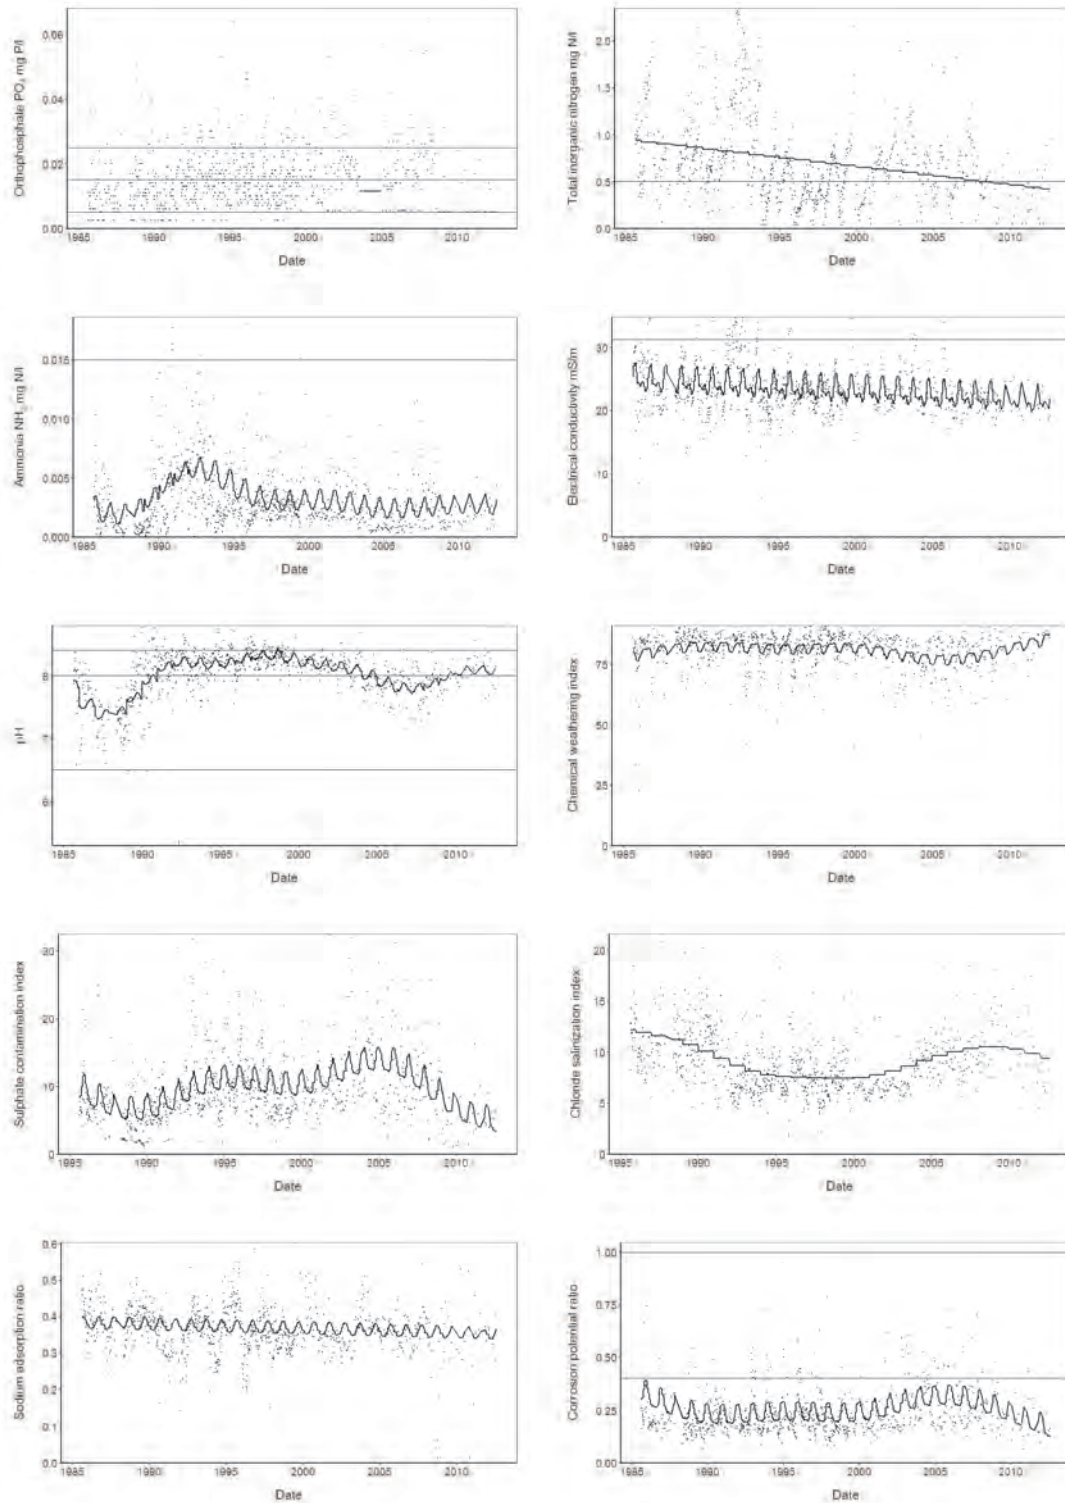 Orthophosphate PO4 mg P/l
0.06
0.04
0.02
0.00
1985 1990 1995 2000 2005 2010
Date
Total inorganic nitrogen mg N/l
2.0
1.5
1.0
0.5
0.0
1985 1990 1995 2000 2005 2010
Date
Ammonia NH3 mg N/l
0.015
0.010
0.005
0.000
1985 1990 1995 2000 2005 2010
Date
Electrical conductivity mS/m
30
20
10
0
1985 1990 1995 2000 2005 2010
Date
pH
8
7
6
1985 1990 1995 2000 2005 2010
Date
Chemical weathering index
75
50
25
0
1985 1990 1995 2000 2005 2010
Date
Sulphate contamination index
30
20
10
0
1985 1990 1995 2000 2005 2010
Date
Chloride salinization index
20
15
10
5
0
1985 1990 1995 2000 2005 2010
Date
Sodium adsorption ratio
0.6
0.5
0.4
0.3
0.2
0.1
0.0
1985 1990 1995 2000 2005 2010
Date
Corrosion potential ratio
1.00
0.75
0.50
0.25
0.00
1985 1990 1995 2000 2005 2010
Date